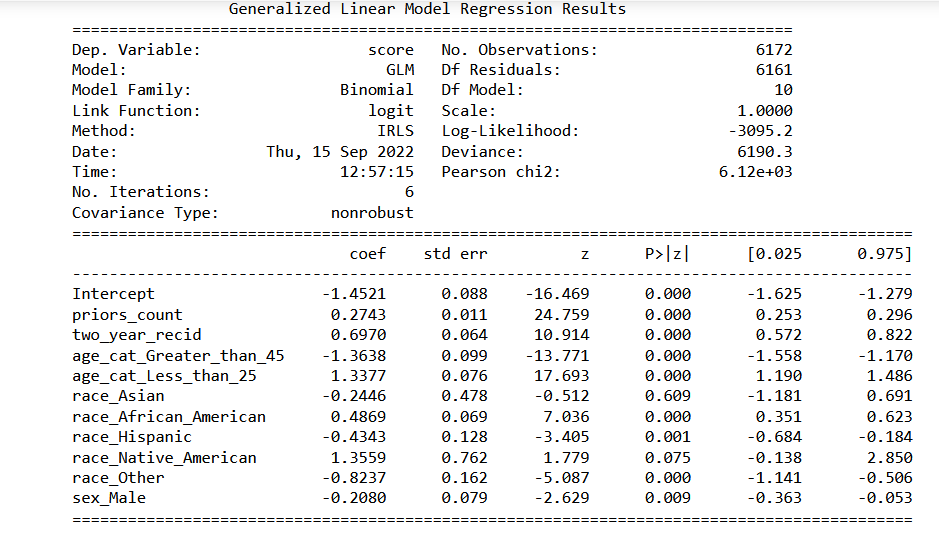 Generalized Linear Model Regression Results
==============================================================================
Dep. Variable: score No. Observations: 6172
Model: GLM Df Residuals: 6161
Model Family: Binomial Df Model: 10
Link Function: logit Scale: 1.0000
Method: IRLS Log-Likelihood: -3095.2
Date: Thu, 15 Sep 2022 Deviance: 6190.3
Time: 12:57:15 Pearson chi2: 6.12e+03
No. Iterations: 6
Covariance Type: nonrobust
===========================================================================================
coef std err z P>|z| [0.025 0.975]
-------------------------------------------------------------------------------------------
Intercept -1.4521 0.088 -16.469 0.000 -1.625 -1.279
priors_count 0.2743 0.011 24.759 0.000 0.253 0.296
two_year_recid 0.6970 0.064 10.914 0.000 0.572 0.822
age_cat_Greater_than_45 -1.3638 0.099 -13.771 0.000 -1.558 -1.170
age_cat_Less_than_25 1.3377 0.076 17.693 0.000 1.190 1.486
race_Asian -0.2446 0.478 -0.512 0.609 -1.181 0.691
race_African_American 0.4869 0.069 7.036 0.000 0.351 0.623
race_Hispanic -0.4343 0.128 -3.405 0.001 -0.684 -0.184
race_Native_American 1.3559 0.762 1.779 0.075 -0.138 2.850
race_Other -0.8237 0.162 -5.087 0.000 -1.141 -0.506
sex_Male -0.2080 0.079 -2.629 0.009 -0.363 -0.053
===========================================================================================